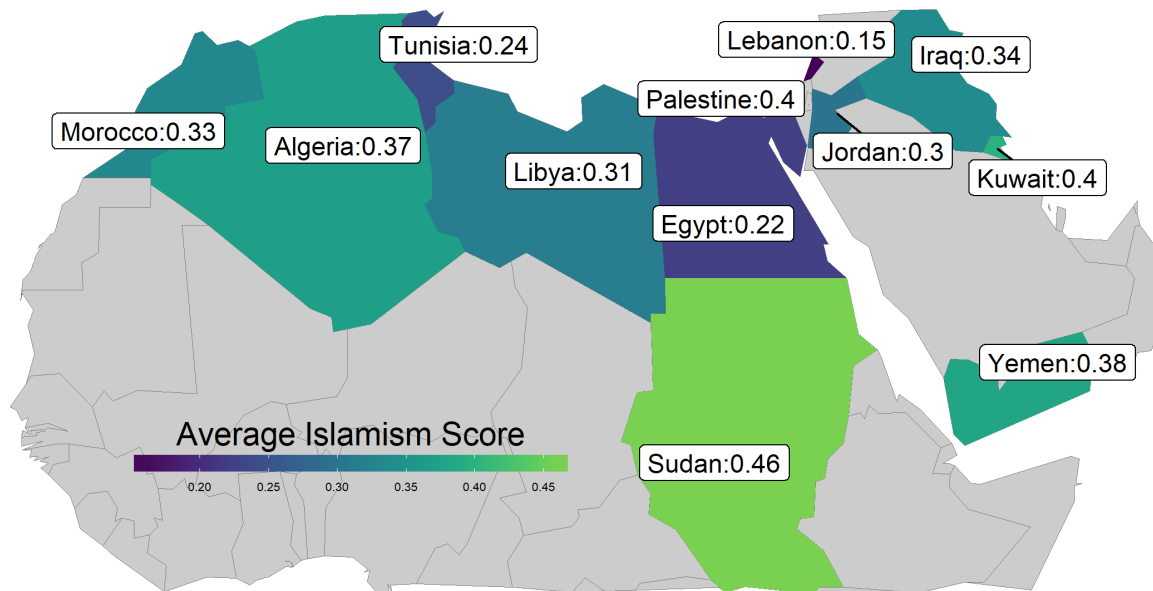 Lebanon:0.15
Tunisia:0.24
Iraq:0.34
Palestine:0.4
Morocco:0.33
Algeria:0.37
Jordan:0.3
Libya:0.31
Kuwait:0.4
Egypt:0.22
Yemen:0.38
Average Islamism Score
Sudan:0.46
0.20 0.25 0.30 0.35 0.40 0.45